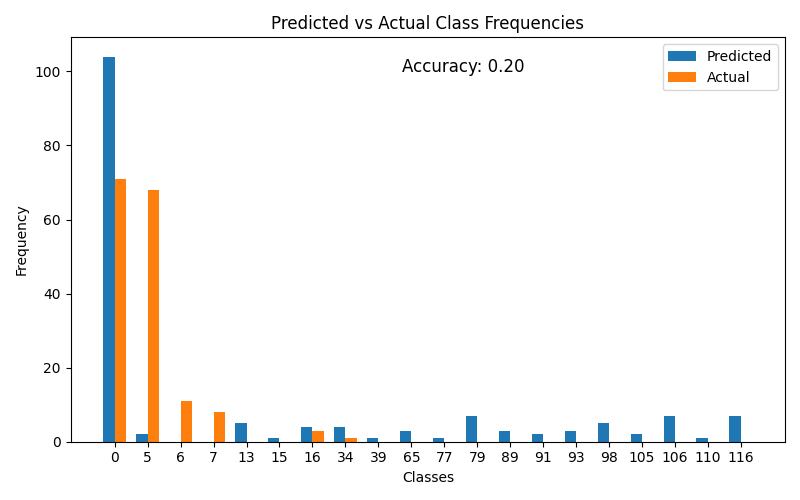 Predicted vs Actual Class Frequencies
Accuracy: 0.20
Predicted
Actual
Frequency
100
80
60
40
20
0
0 5 6 7 13 15 16 34 39 65 77 79 89 91 93 98 105 106 110 116
Classes